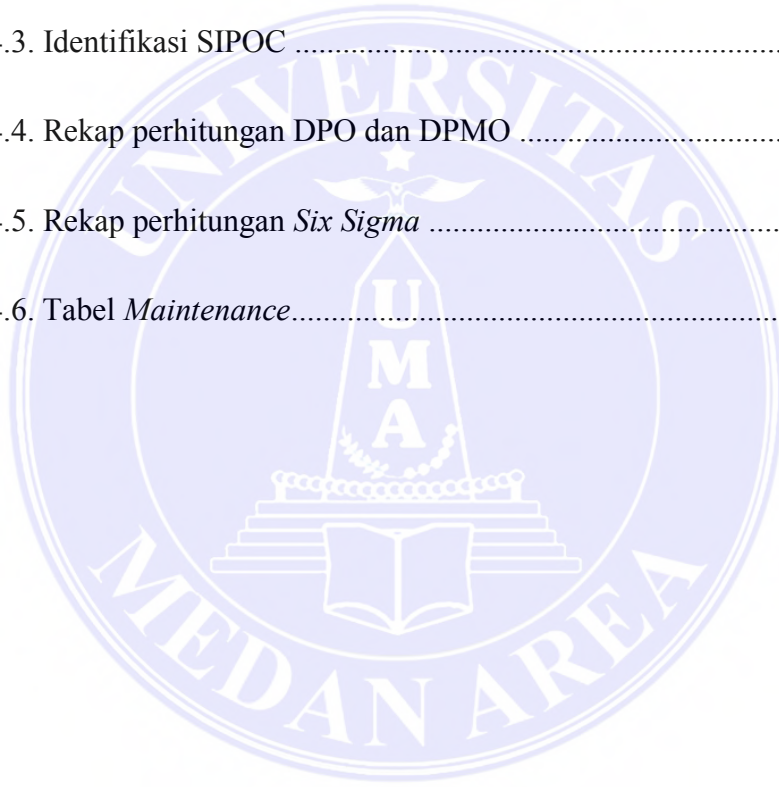 .3. Identifikasi SIPOC ........................................................................
.4. Rekap perhitungan DPO dan DPMO ......................................
.5. Rekap perhitungan Six Sigma ...................................................
.6. Tabel Maintenance.......................................................................
UNIVERSITAS
UMA
MEDAN AREA